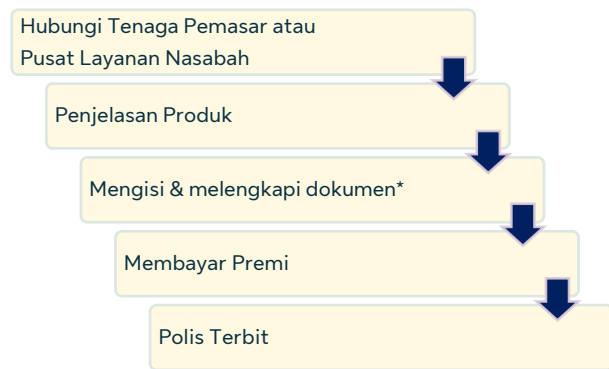 Hubungi Tenaga Pemasar atau
Pusat Layanan Nasabah
Penjelasan Produk
Mengisi & melengkapi dokumen*
Membayar Premi
Polis Terbit